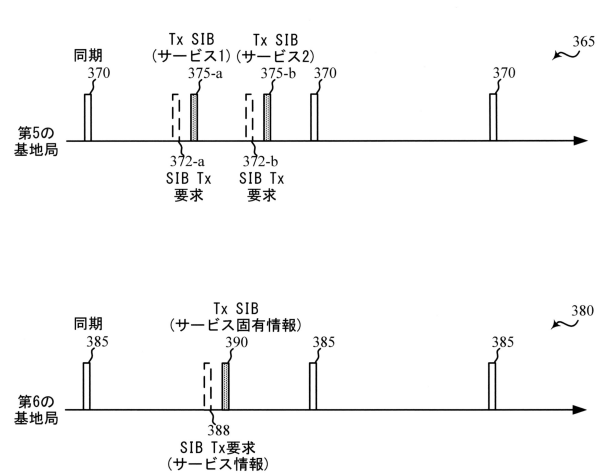 Tx SIB
(サービス1)
Tx SIB
(サービス2)
365
同期
370
375-a
375-b
370
370
第5の
基地局
372-a
372-b
SIB Tx
要求
SIB Tx
要求
Tx SIB
(サービス固有情報)
380
同期
385
390
385
385
第6の
基地局
388
SIB Tx要求
(サービス情報)